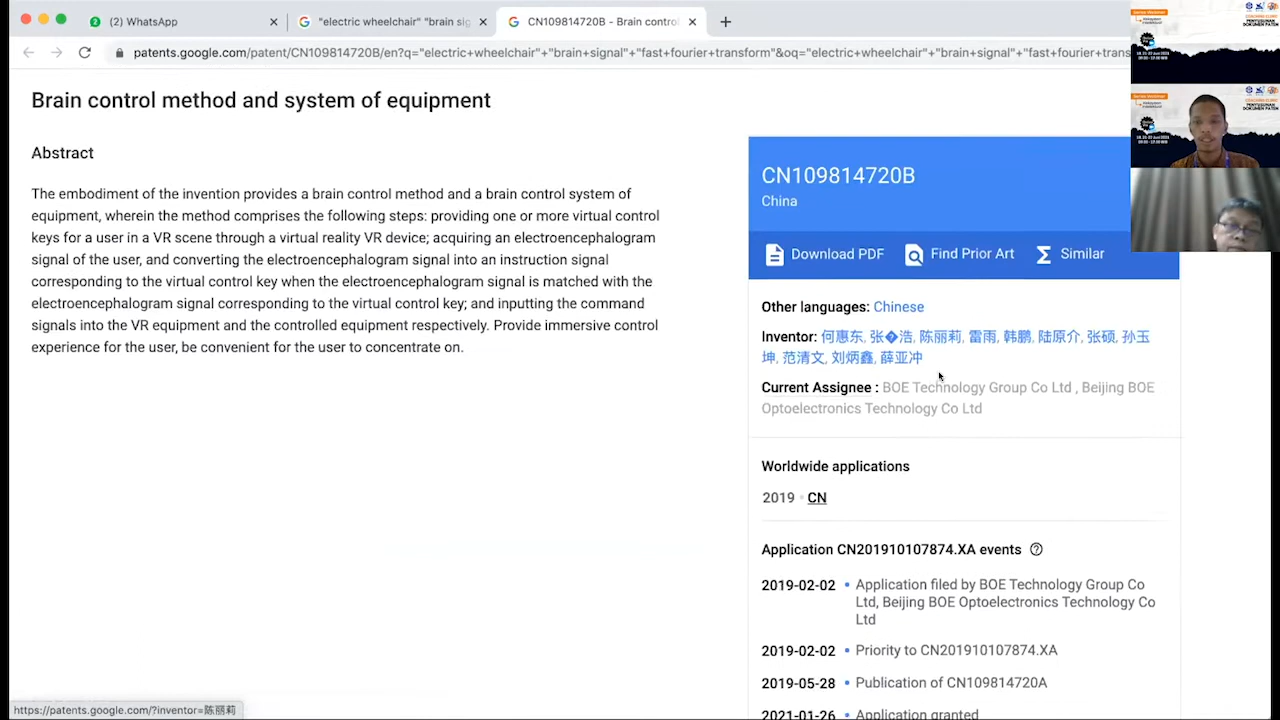 (2) WhatsApp
"electric wheelchair" "brain
CN109814720B - Brain control
patents.google.com/patent/CN109814720B/en?q="electric+wheelchair"+"brain+signal"+"fast+fourier+transform"&oq="electric+wheelchair"+"brain+signal"+"fast+fourier+trans
Brain control method and system of equipment
Abstract
The embodiment of the invention provides a brain control method and a brain control system of
equipment, wherein the method comprises the following steps: providing one or more virtual control
keys for a user in a VR scene through a virtual reality VR device; acquiring an electroencephalogram
signal of the user, and converting the electroencephalogram signal into an instruction signal
corresponding to the virtual control key when the electroencephalogram signal is matched with the
electroencephalogram signal corresponding to the virtual control key; and inputting the command
signals into the VR equipment and the controlled equipment respectively. Provide immersive control
experience for the user, be convenient for the user to concentrate on.
CN109814720B
China
Download PDF Find Prior Art Similar
Other languages: Chinese
Inventor: 何惠东, 张�浩, 陈丽莉, 雷雨, 韩鹏, 陆原介, 张硕, 孙玉
坤, 范清文, 刘炳鑫, 薛亚冲
Current Assignee : BOE Technology Group Co Ltd , Beijing BOE
Optoelectronics Technology Co Ltd
Worldwide applications
2019 CN
Application CN201910107874.XA events
2019-02-02 Application filed by BOE Technology Group Co
Ltd, Beijing BOE Optoelectronics Technology Co
Ltd
2019-02-02 Priority to CN201910107874.XA
2019-05-28 Publication of CN109814720A
2021-01-26 Application granted
https://patents.google.com/?inventor=陈丽莉
COACHING CLINIC
PENYUSUNAN
DOKUMEN PATEN
COACHING CLINIC
PENYUSUNAN
DOKUMEN PATEN